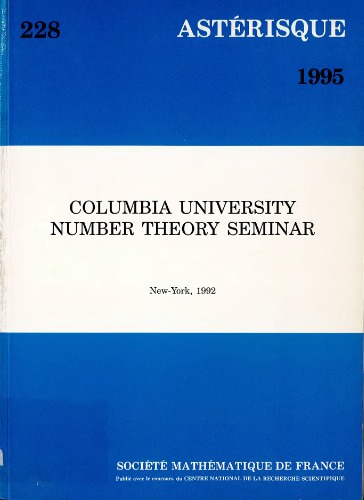 228 ASTÉRISQUE
1995
COLUMBIA UNIVERSITY
NUMBER THEORY SEMINAR
New-York, 1992
SOCIÉTÉ MATHÉMATIQUE DE FRANCE
Publié avec le concours du CENTRE NATIONAL DE LA RECHERCHE SCIENTIFIQUE